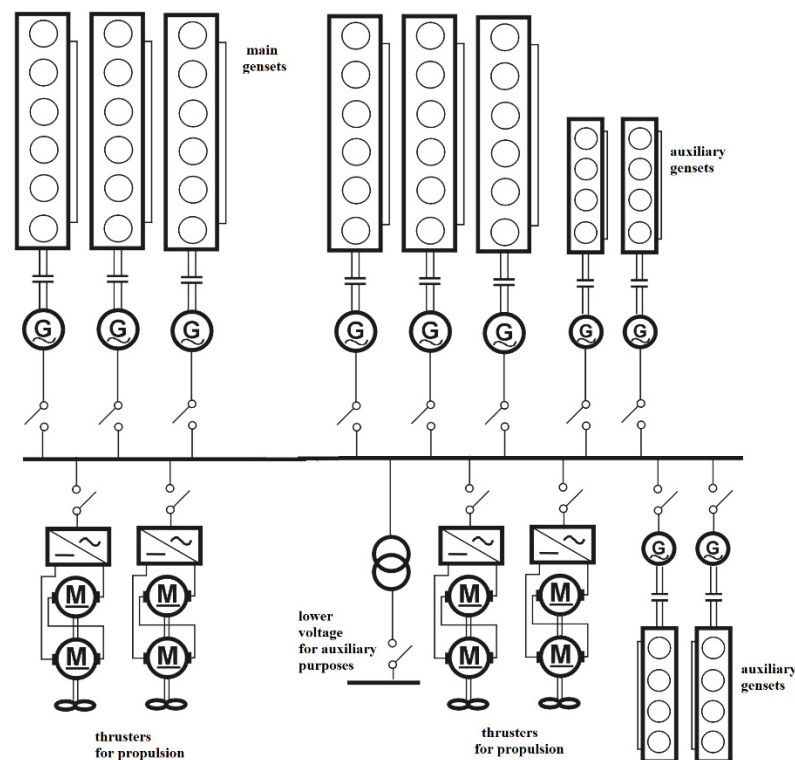 main
gensets
auxiliary
gensets
G
G
G
G
G
G
G
G
G
G
M
M
M
M
M
M
M
M
lower
voltage
for auxiliary
purposes
auxiliary
gensets
thrusters
for propulsion
thrusters
for propulsion